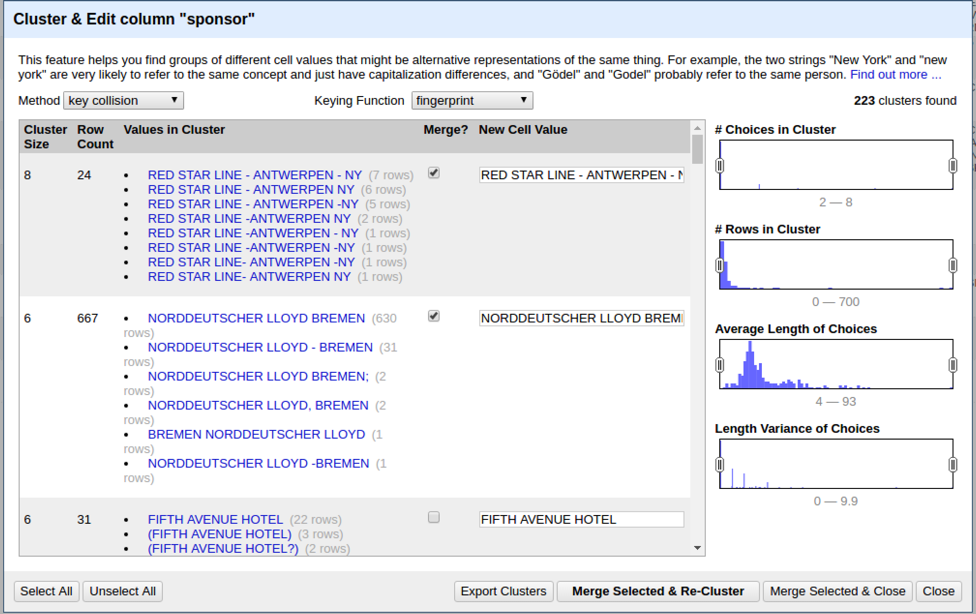 Cluster & Edit column "sponsor"
This feature helps you find groups of different cell values that might be alternative representations of the same thing. For example, the two strings "New York" and "new
york" are very likely to refer to the same concept and just have capitalization differences, and "Gödel" and "Godel" probably refer to the same person. Find out more ...
Method key collision Keying Function fingerprint 223 clusters found
Cluster Size Row Count Values in Cluster Merge? New Cell Value
8 24 RED STAR LINE - ANTWERPEN - NY (7 rows) RED STAR LINE - ANTWERPEN - N
RED STAR LINE - ANTWERPEN NY (6 rows)
RED STAR LINE - ANTWERPEN -NY (5 rows)
RED STAR LINE -ANTWERPEN NY (2 rows)
RED STAR LINE -ANTWERPEN - NY (1 rows)
RED STAR LINE -ANTWERPEN -NY (1 rows)
RED STAR LINE- ANTWERPEN -NY (1 rows)
RED STAR LINE- ANTWERPEN NY (1 rows)
6 667 NORDDEUTSCHER LLOYD BREMEN (630 NORDDEUTSCHER LLOYD BREM
rows)
NORDDEUTSCHER LLOYD - BREMEN (31
rows)
NORDDEUTSCHER LLOYD BREMEN; (2
rows)
NORDDEUTSCHER LLOYD, BREMEN (2
rows)
BREMEN NORDDEUTSCHER LLOYD (1
rows)
NORDDEUTSCHER LLOYD -BREMEN (1
rows)
6 31 FIFTH AVENUE HOTEL (22 rows) FIFTH AVENUE HOTEL
(FIFTH AVENUE HOTEL) (3 rows)
(FIFTH AVENUE HOTEL?) (2 rows)
# Choices in Cluster
2 — 8
# Rows in Cluster
0 — 700
Average Length of Choices
4 — 93
Length Variance of Choices
0 — 9.9
Select All Unselect All Export Clusters Merge Selected & Re-Cluster Merge Selected & Close Close